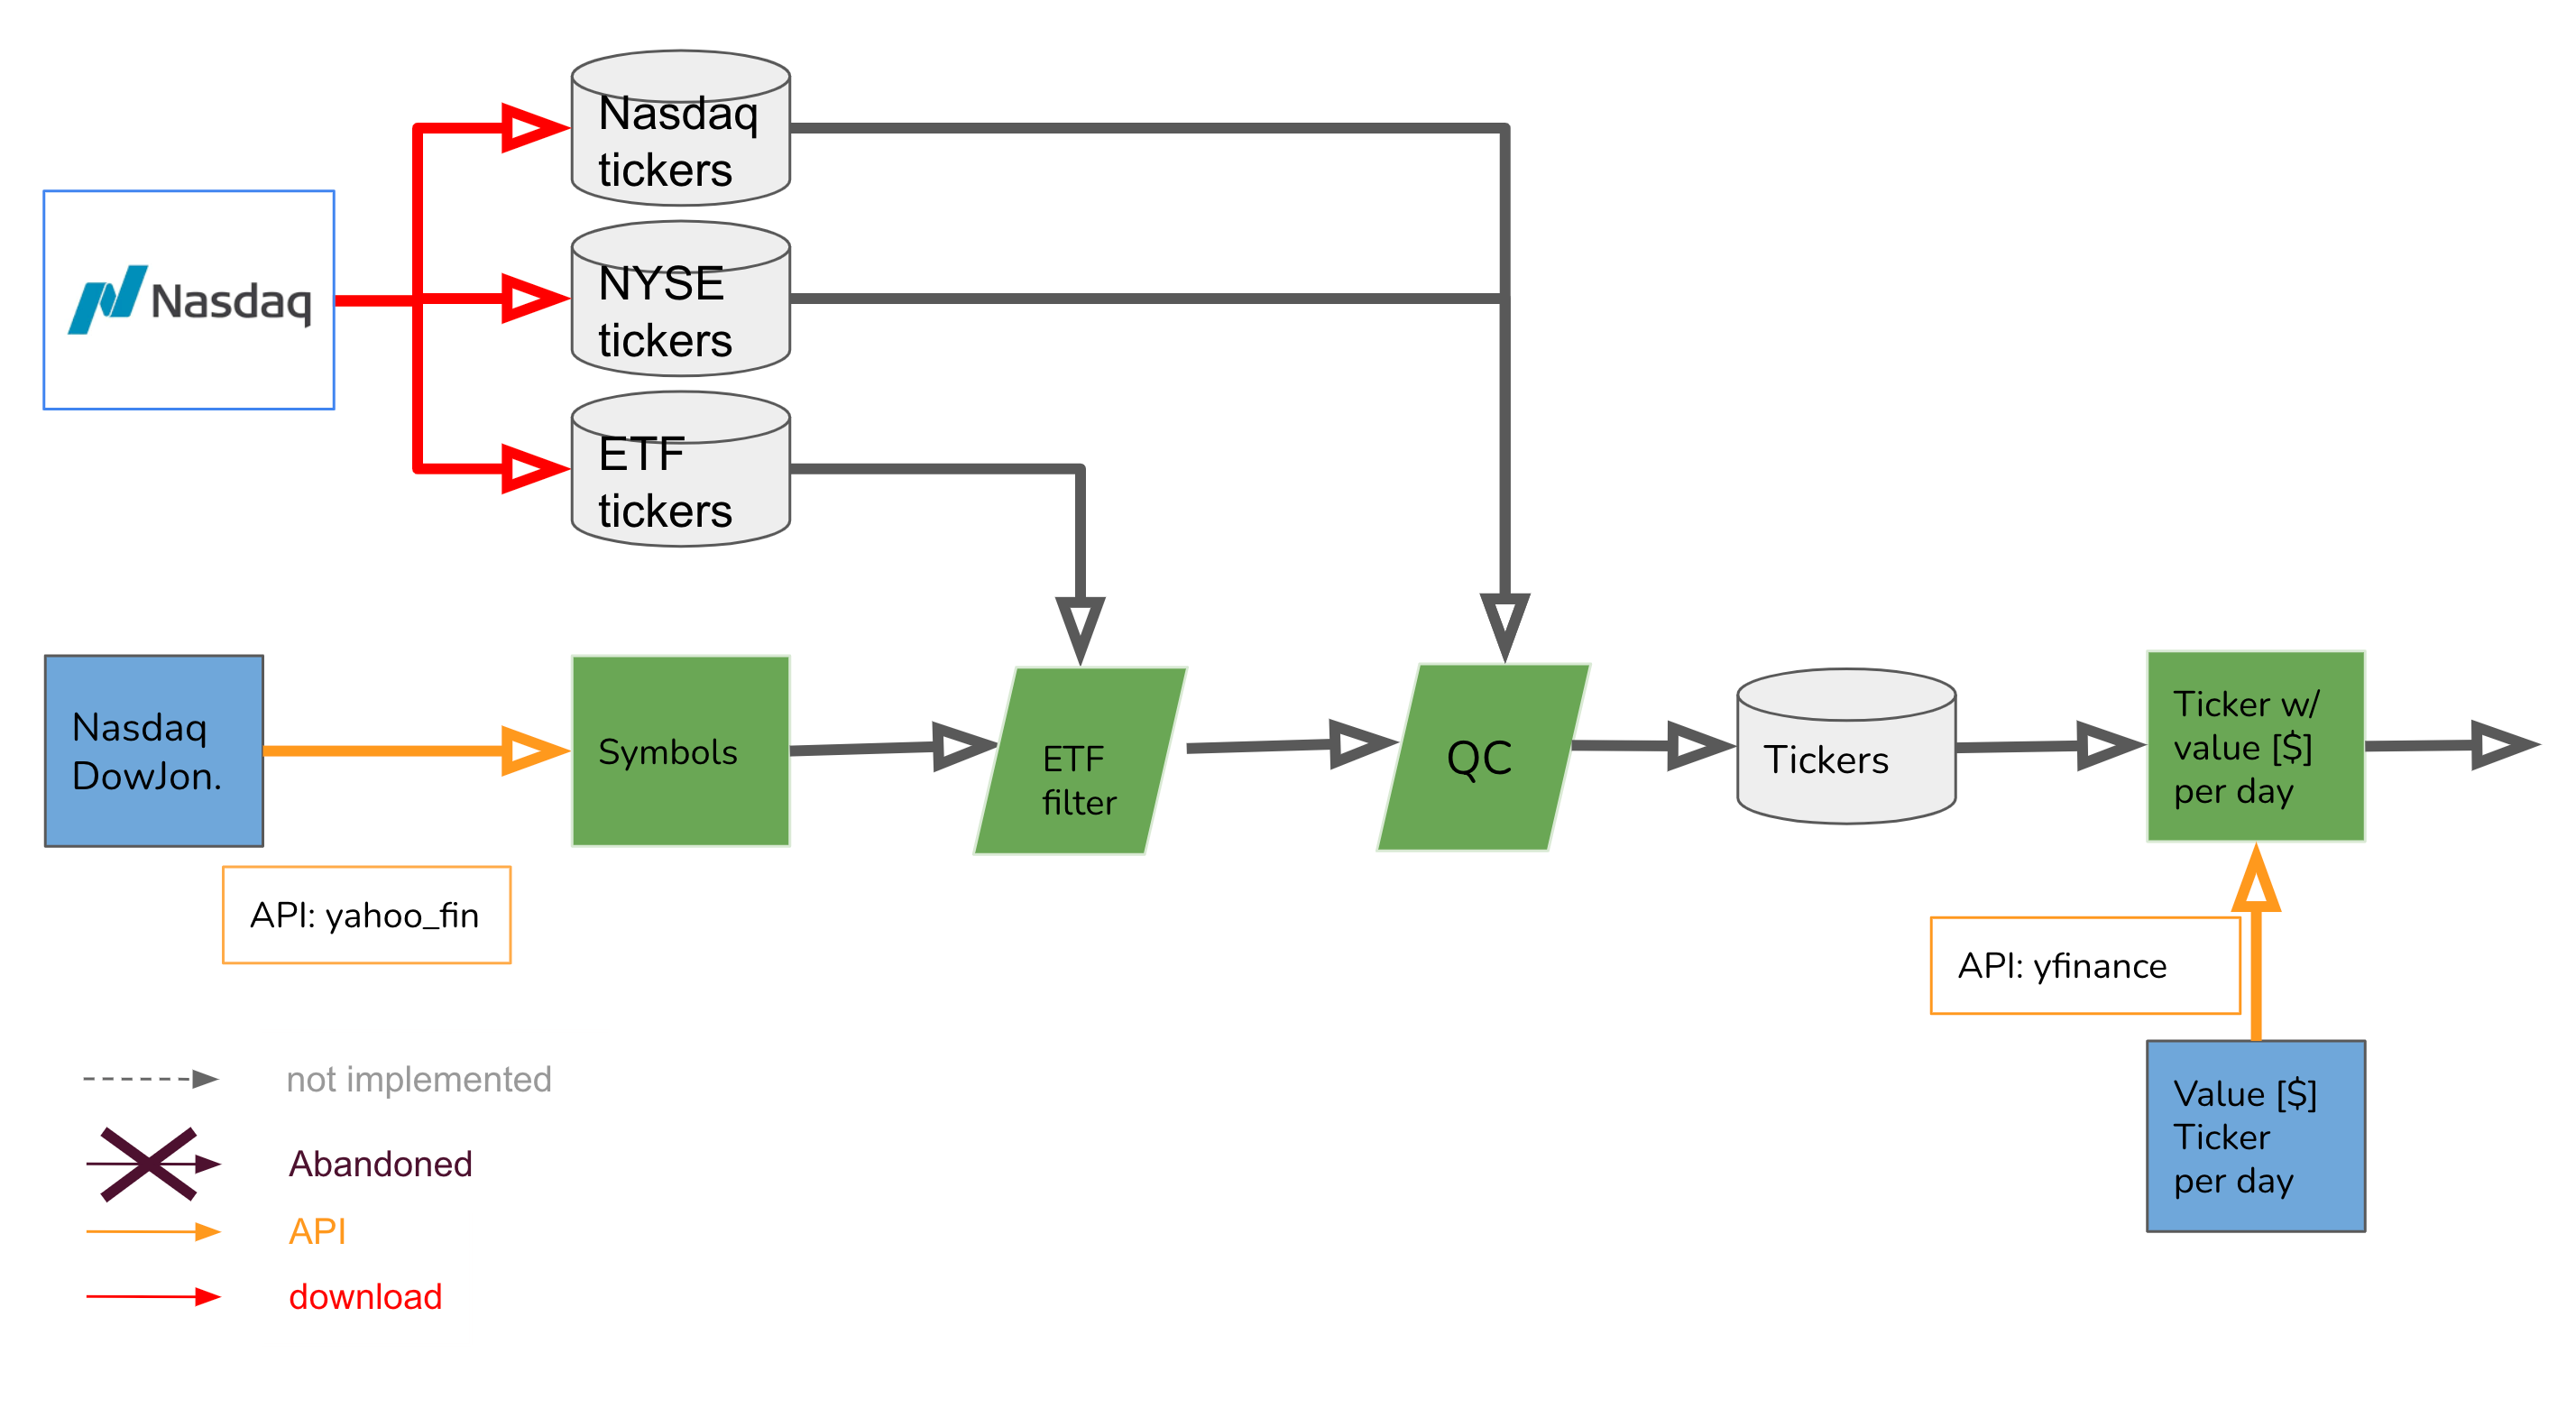 Nasdaq
tickers
Nasdaq
NYSE
tickers
ETF
tickers
Nasdaq
DowJon.
Symbols
ETF
filter
QC
Tickers
Ticker w/
value [$]
per day
API: yahoo_fin
API: yfinance
Value [$]
Ticker
per day
not implemented
Abandoned
API
download